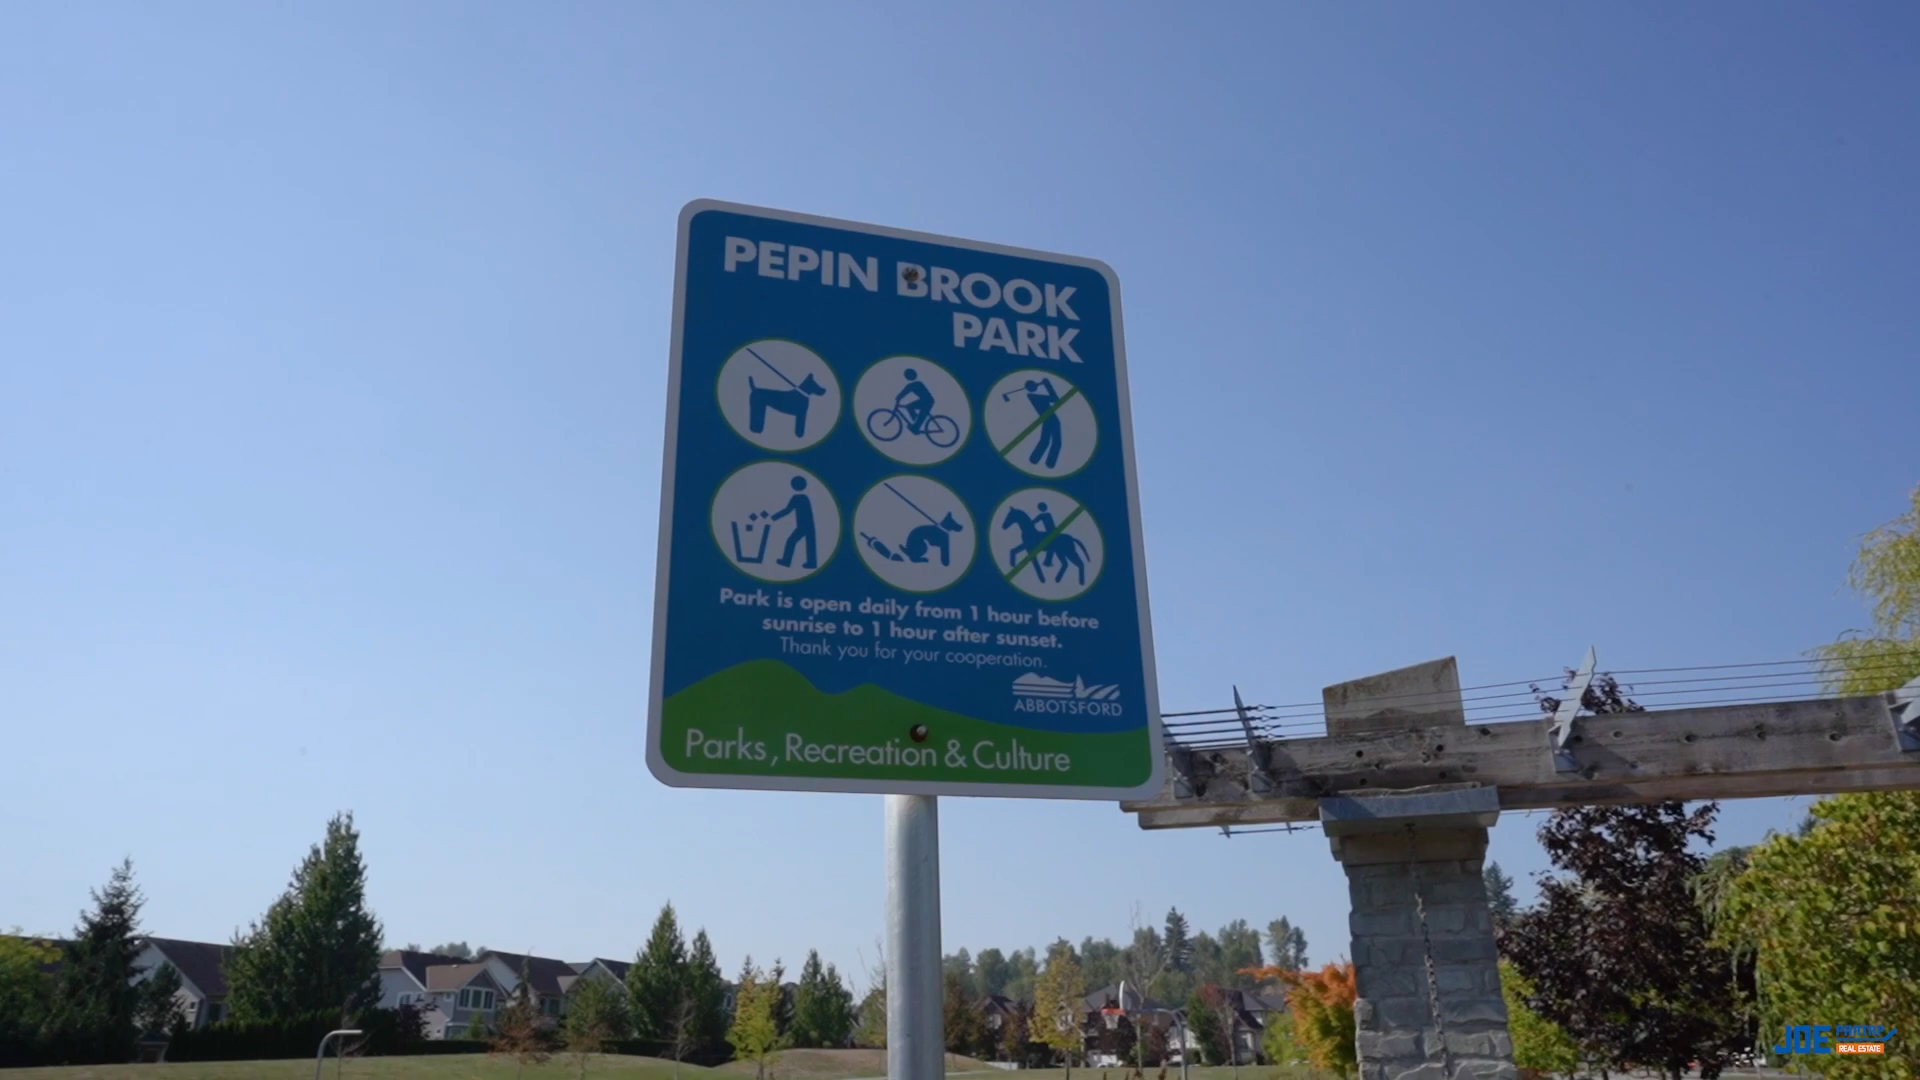 PEPIN BROOK
PARK
Park is open daily from 1 hour before
sunrise to 1 hour after sunset.
Thank you for your cooperation.
ABBOTSFORD
Parks, Recreation & Culture
JOE PRATAP
REAL ESTATE